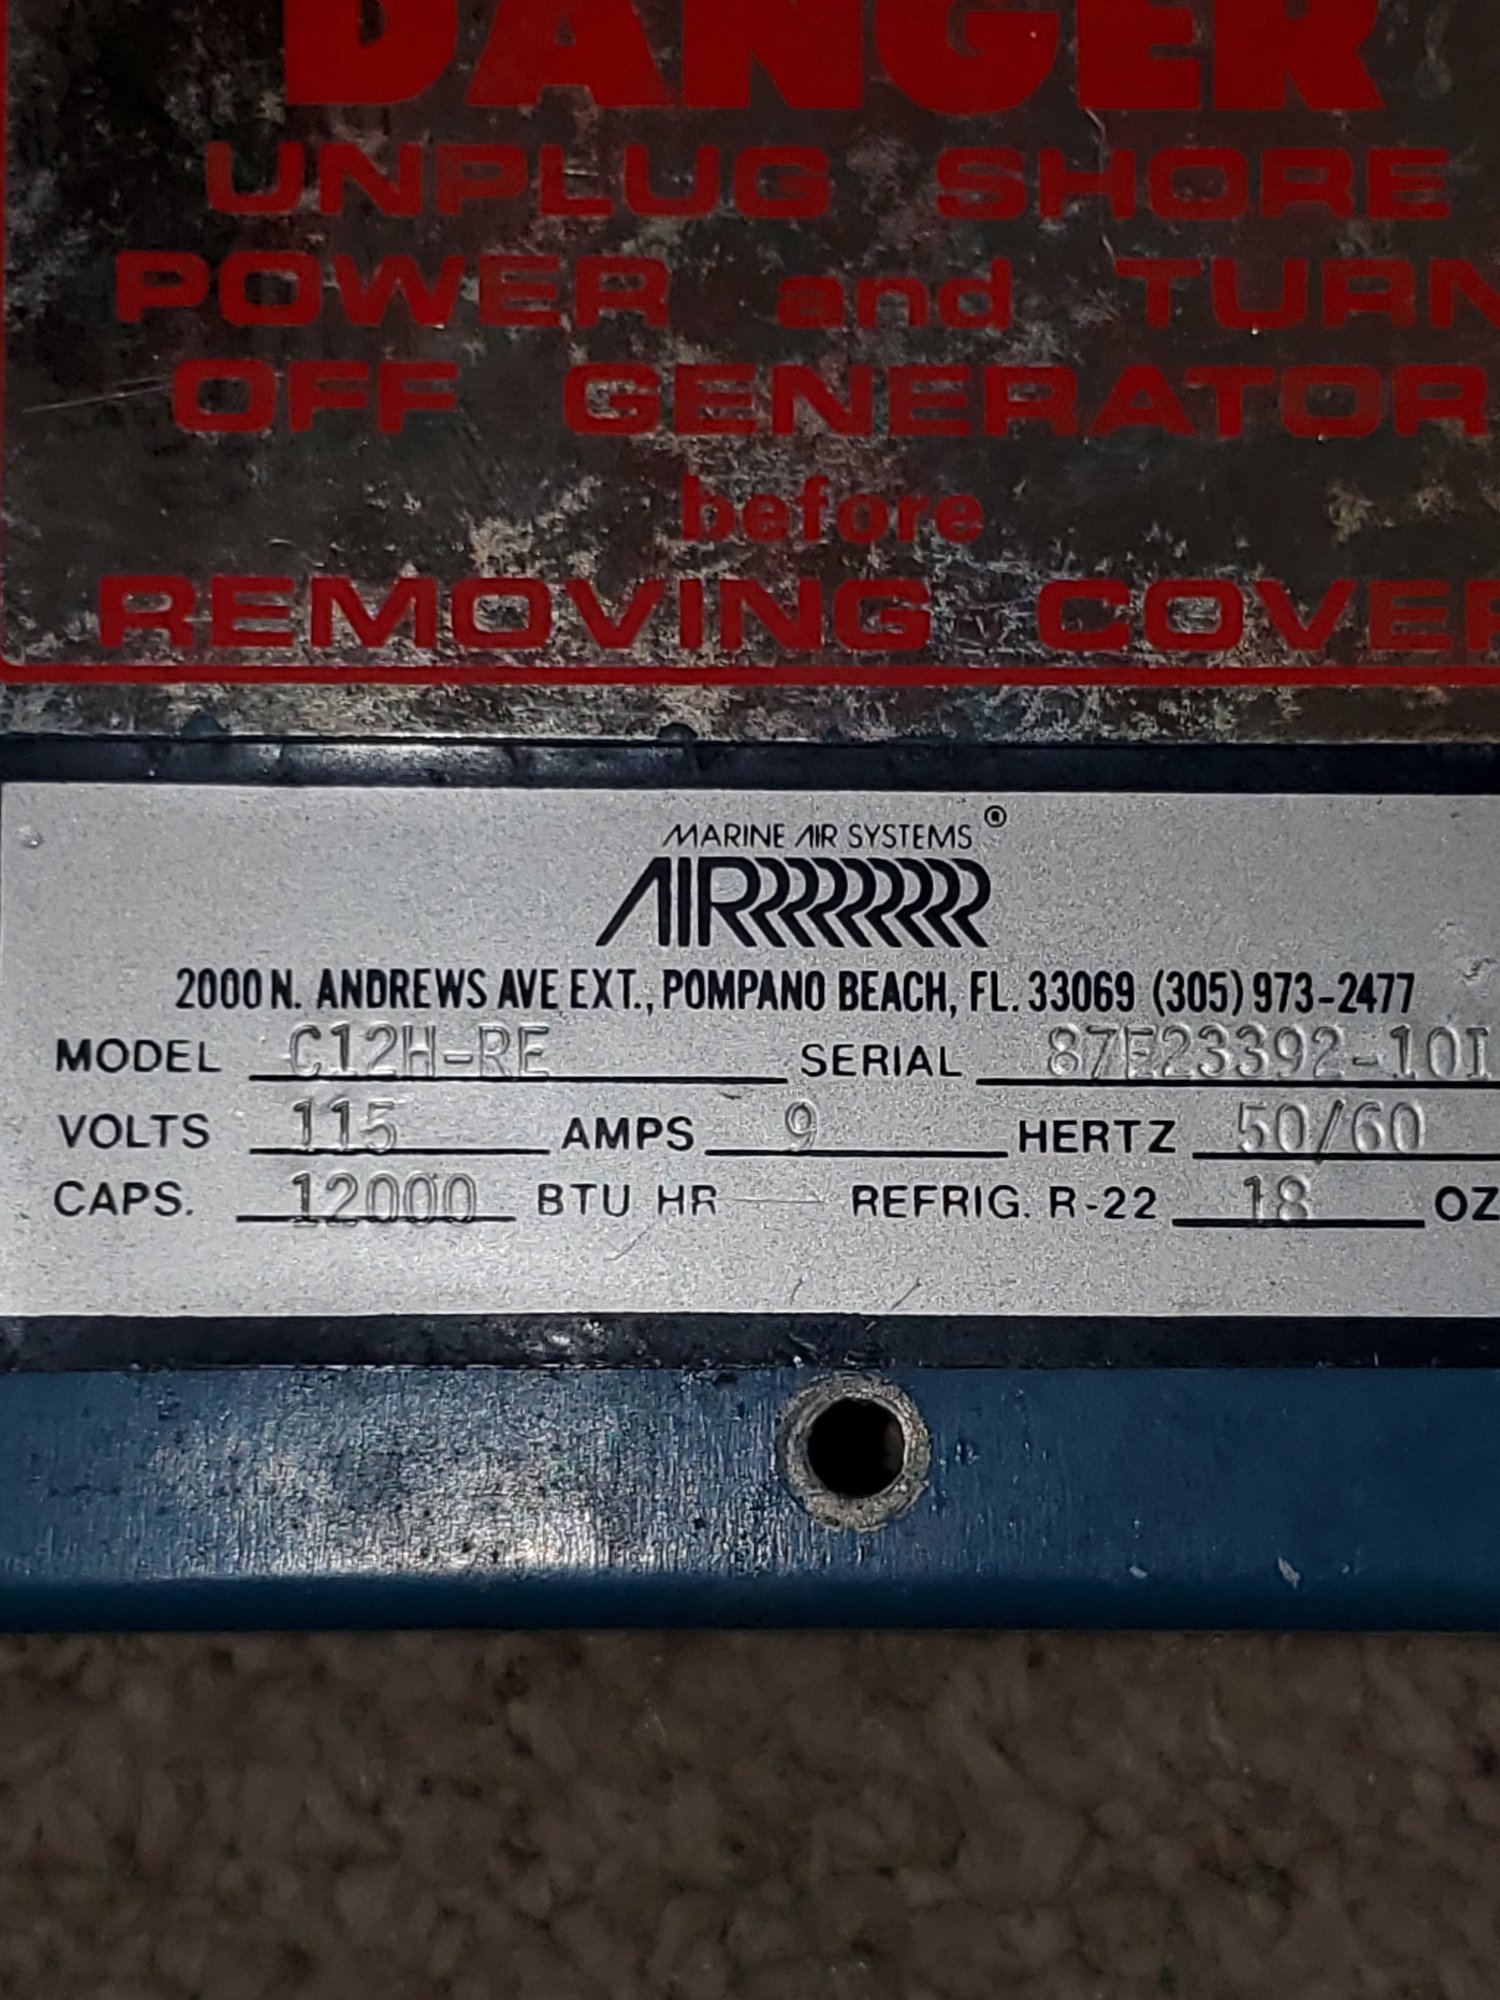 DANGER
UNPLUG SHORE
POWER and TURN
OFF GENERATOR
before
REMOVING COVER
MARINE AIR SYSTEMS®
AIR
2000 N. ANDREWS AVE EXT., POMPANO BEACH, FL. 33069 (305) 973-2477
MODEL C12H-RE SERIAL 87E23392-10I
VOLTS 115 AMPS 9 HERTZ 50/60
CAPS. 12000 BTU HR REFRIG. R-22 18 OZ